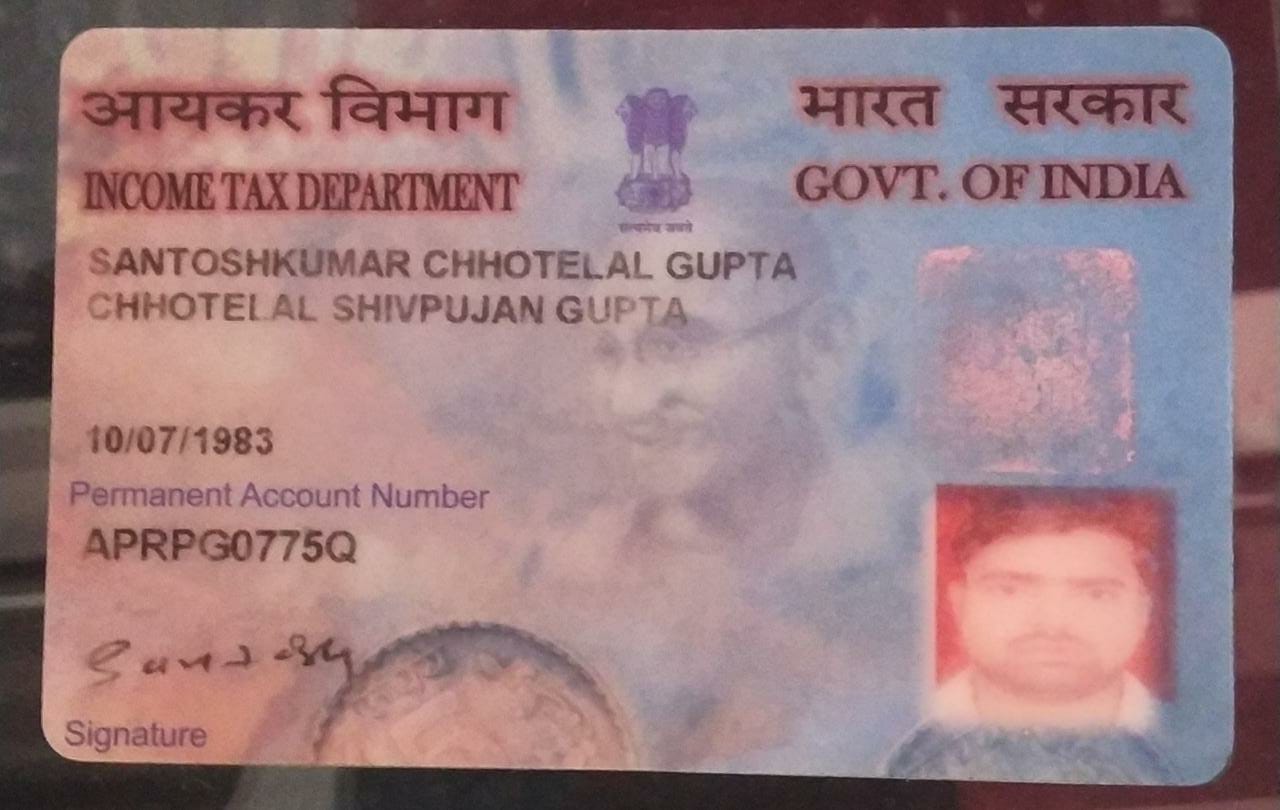 आयकर विभाग
भारत सरकार
INCOME TAX DEPARTMENT
GOVT. OF INDIA
सत्यमेव जयते
SANTOSHKUMAR CHHOTELAL GUPTA
CHHOTELAL SHIVPUJAN GUPTA
10/07/1983
Permanent Account Number
APRPG0775Q
Signature